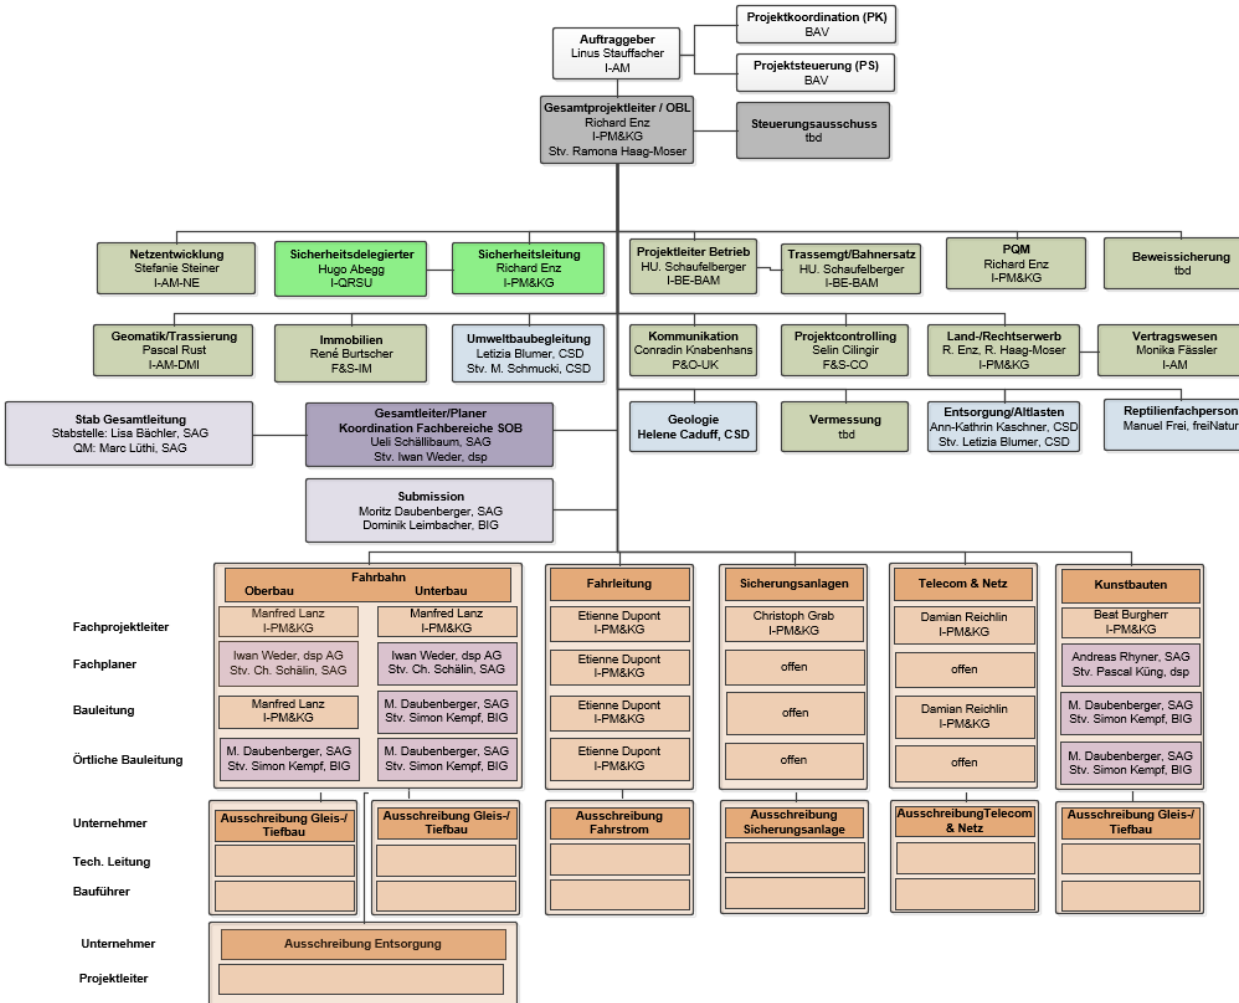 Projektkoordination (PK)
BAV
Auftraggeber
Linus Stauffacher
I-AM
Projektsteuerung (PS)
BAV
Gesamtprojektleiter / OBL
Richard Enz
I-PM&KG
Stv. Ramona Haag-Moser
Steuerungsausschuss
tbd
Netzentwicklung
Stefanie Steiner
I-AM-NE
Sicherheitsdelegierter
Hugo Abegg
I-QRSU
Sicherheitsleitung
Richard Enz
I-PM&KG
Projektleiter Betrieb
HU. Schaufelberger
I-BE-BAM
Trassemgt/Bahnersatz
HU. Schaufelberger
I-BE-BAM
PQM
Richard Enz
I-PM&KG
Beweissicherung
tbd
Geomatik/Trassierung
Pascal Rust
I-AM-DMI
Immobilien
René Burtscher
F&S-IM
Umweltbaubegleitung
Letizia Blumer, CSD
Stv. M. Schmucki, CSD
Kommunikation
Conradin Knabenhans
P&O-UK
Projektcontrolling
Selin Cilingir
F&S-CO
Land-/Rechtserwerb
R. Enz, R. Haag-Moser
I-PM&KG
Vertragswesen
Monika Fässler
I-AM
Stab Gesamtleitung
Stabstelle: Lisa Bächler, SAG
QM: Marc Lüthi, SAG
Gesamtleiter/Planer
Koordination Fachbereiche SOB
Ueli Schällibaum, SAG
Stv. Iwan Weder, dsp
Geologie
Helene Caduff, CSD
Vermessung
tbd
Entsorgung/Altlasten
Ann-Kathrin Kaschner, CSD
Stv. Letizia Blumer, CSD
Reptilienfachperson
Manuel Frei, freiNatur
Submission
Moritz Daubenberger, SAG
Dominik Leimbacher, BIG
Fahrbahn
Oberbau Unterbau
Fahrleitung
Sicherungsanlagen
Telecom & Netz
Kunstbauten
Fachprojektleiter
Manfred Lanz
I-PM&KG
Manfred Lanz
I-PM&KG
Etienne Dupont
I-PM&KG
Christoph Grab
I-PM&KG
Damian Reichlin
I-PM&KG
Beat Burgherr
I-PM&KG
Fachplaner
Iwan Weder, dsp AG
Stv. Ch. Schälin, SAG
Iwan Weder, dsp AG
Stv. Ch. Schälin, SAG
Etienne Dupont
I-PM&KG
offen
offen
Andreas Rhyner, SAG
Stv. Pascal Küng, dsp
Bauleitung
Manfred Lanz
I-PM&KG
M. Daubenberger, SAG
Stv. Simon Kempf, BIG
Etienne Dupont
I-PM&KG
offen
Damian Reichlin
I-PM&KG
M. Daubenberger, SAG
Stv. Simon Kempf, BIG
Örtliche Bauleitung
M. Daubenberger, SAG
Stv. Simon Kempf, BIG
M. Daubenberger, SAG
Stv. Simon Kempf, BIG
Etienne Dupont
I-PM&KG
offen
offen
M. Daubenberger, SAG
Stv. Simon Kempf, BIG
Unternehmer
Ausschreibung Gleis-/
Tiefbau
Ausschreibung Gleis-/
Tiefbau
Ausschreibung
Fahrstrom
Ausschreibung
Sicherungsanlage
AusschreibungTelecom
& Netz
Ausschreibung Gleis-/
Tiefbau
Tech. Leitung
Bauführer
Unternehmer
Ausschreibung Entsorgung
Projektleiter